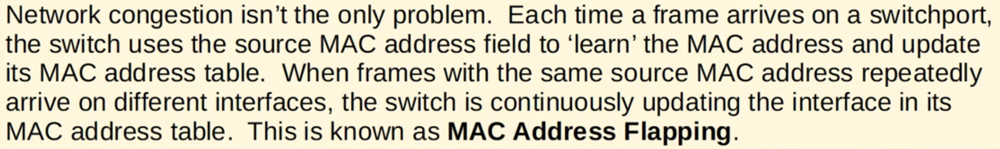 Network congestion isn’t the only problem.  Each time a frame arrives on a switchport,
the switch uses the source MAC address field to ‘learn’ the MAC address and update
its MAC address table.  When frames with the same source MAC address repeatedly
arrive on different interfaces, the switch is continuously updating the interface in its
MAC address table.  This is known as MAC Address Flapping.